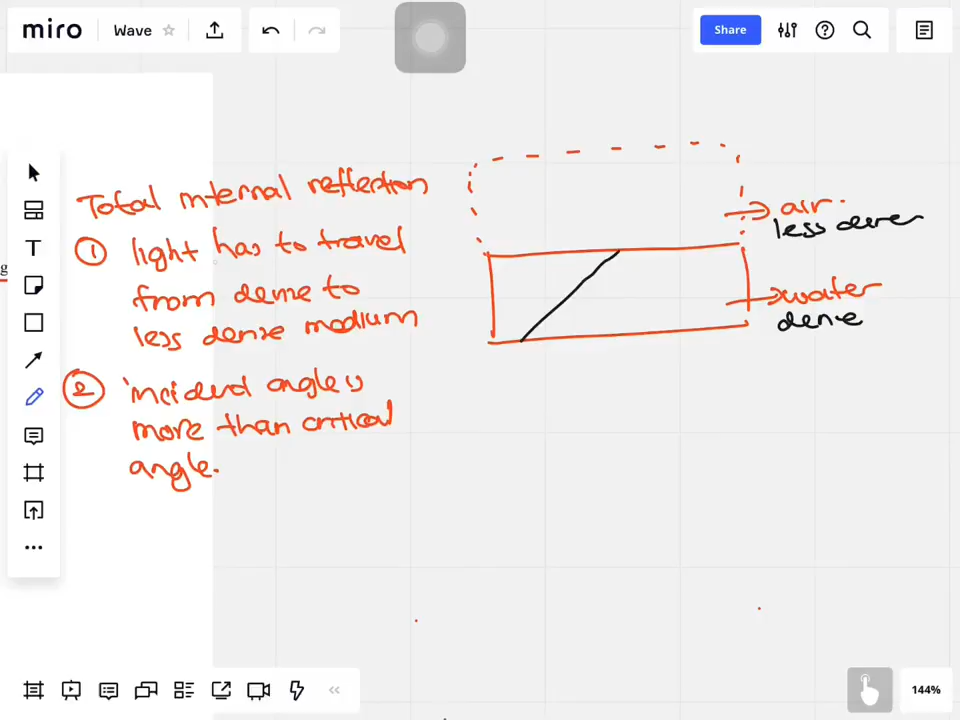 miro
Wave
Share
Total internal reflection
① light has to travel
from dense to
less dense medium
② incident angle is
more than critical
angle.
air
less dense
water
dense
g
T
144%